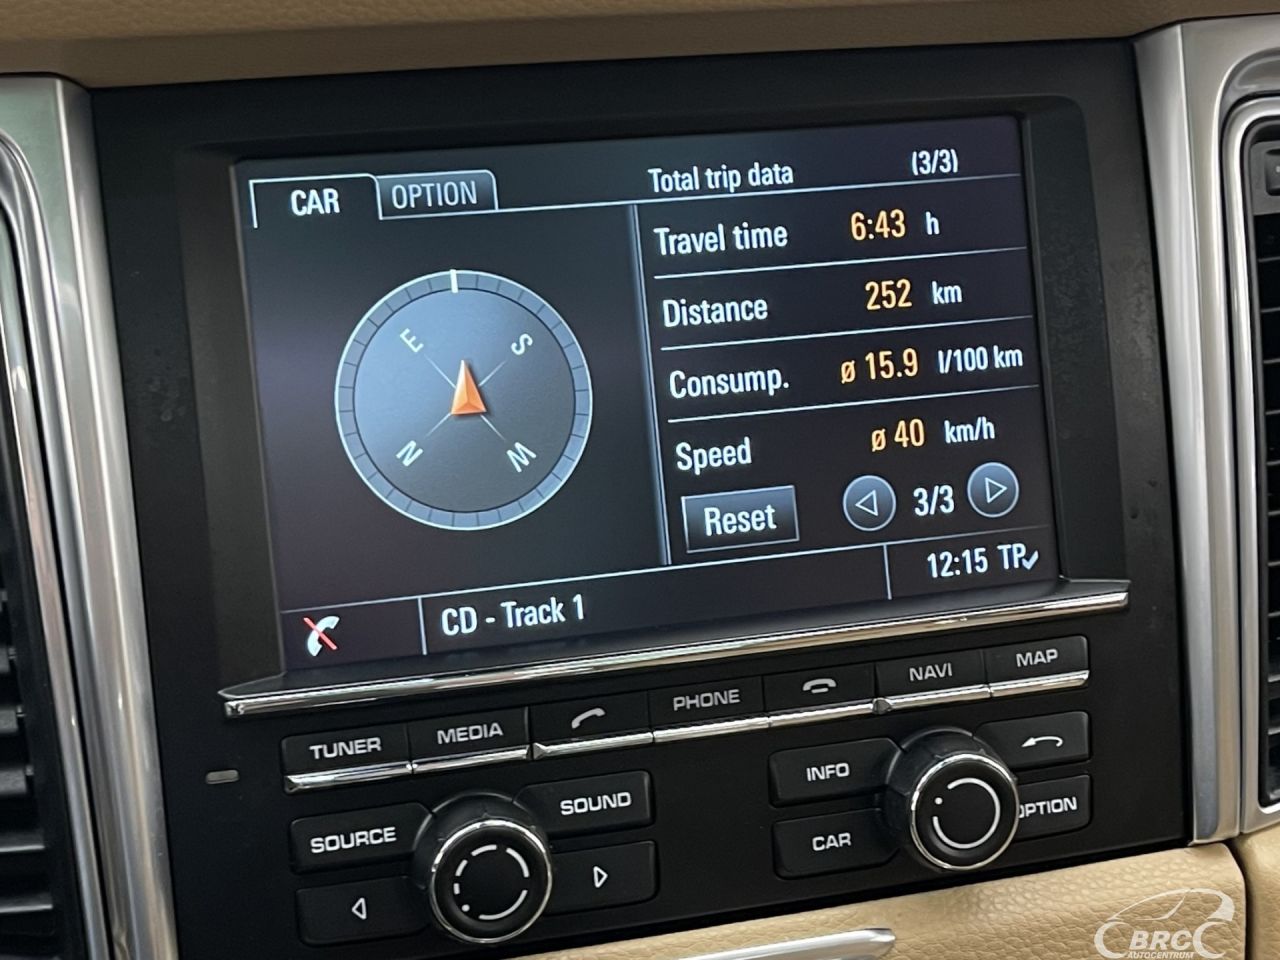 CAR OPTION Total trip data (3/3)
Travel time 6:43 h
Distance 252 km
Consump. ø 15.9 l/100 km
Speed ø 40 km/h
E S
N W
Reset 3/3
12:15 TP
CD - Track 1
TUNER MEDIA PHONE NAVI MAP
SOURCE SOUND INFO
CAR OPTION
BRC
AUTOCENTRUM